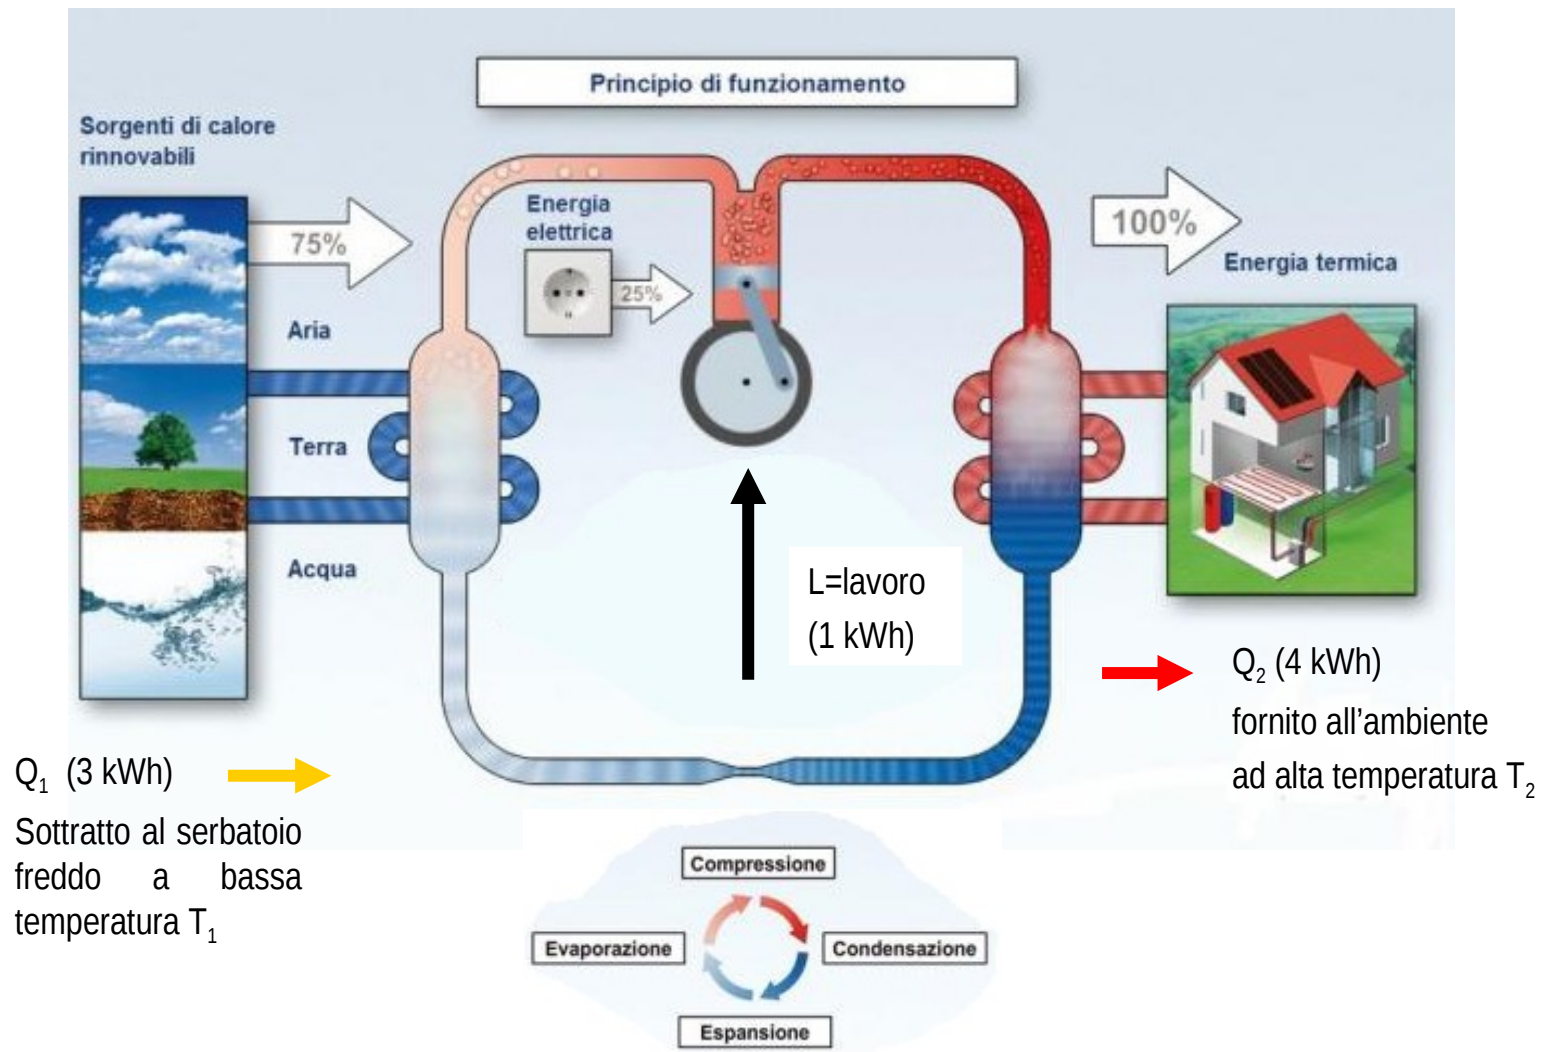 Principio di funzionamento
Sorgenti di calore
rinnovabili
75%
Energia
elettrica
25%
100%
Energia termica
Aria
Terra
Acqua
L=lavoro
(1 kWh)
Q₂ (4 kWh)
fornito all’ambiente
ad alta temperatura T₂
Q₁ (3 kWh)
Sottratto al serbatoio
freddo a bassa
temperatura T₁
Compressione
Evaporazione
Condensazione
Espansione